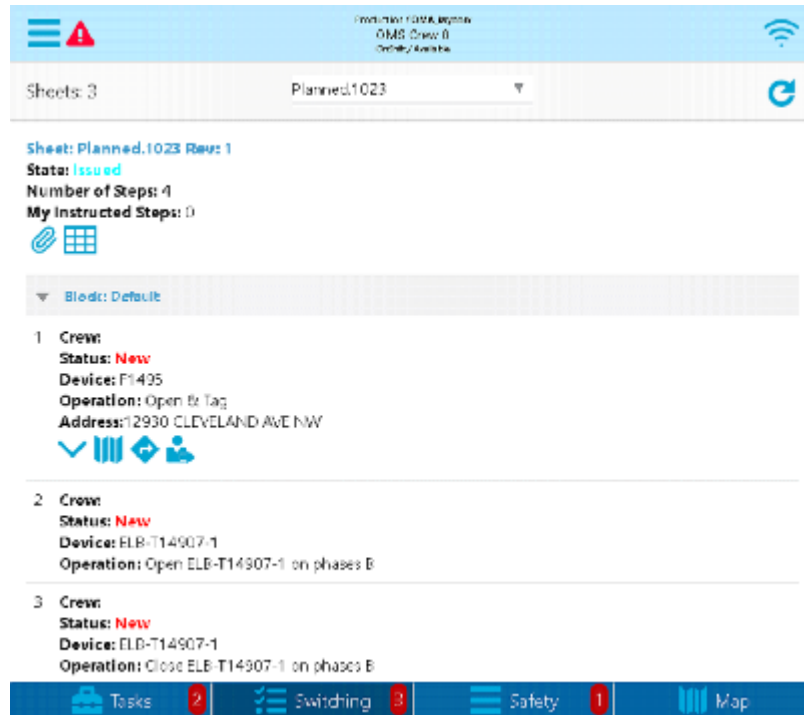 OMS Crew 0
Sheets: 3
Planned.1023
Sheet: Planned.1023 Rev: 1
State: Issued
Number of Steps: 4
My Instructed Steps: 0
Block: Default
1 Crew:
Status: New
Device: F1495
Operation: Open & Tag
Address:12930 CLEVELAND AVE NW
2 Crew:
Status: New
Device: ELB-T14907-1
Operation: Open ELB-T14907-1 on phases B
3 Crew:
Status: New
Device: ELB-T14907-1
Operation: Close ELB-T14907-1 on phases B
Tasks 2 Switching 3 Safety 1 Map